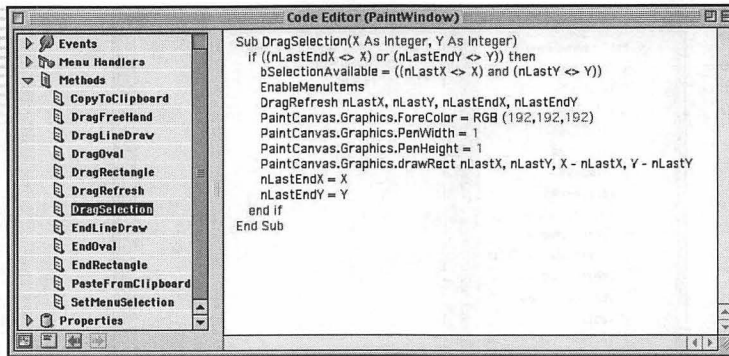 Code Editor (PaintWindow)
Events
Menu Handlers
Methods
CopyToClipboard
DragFreeHand
DragLineDraw
DragOval
DragRectangle
DragRefresh
DragSelection
EndLineDraw
EndOval
EndRectangle
PasteFromClipboard
SetMenuSelection
Properties
Sub DragSelection(X As Integer, Y As Integer)
if ((nLastEndX <> X) or (nLastEndY <> Y)) then
bSelectionAvailable = ((nLastX <> X) and (nLastY <> Y))
EnableMenuItems
DragRefresh nLastX, nLastY, nLastEndX, nLastEndY
PaintCanvas.Graphics.ForeColor = RGB (192,192,192)
PaintCanvas.Graphics.PenWidth = 1
PaintCanvas.Graphics.PenHeight = 1
PaintCanvas.Graphics.drawRect nLastX, nLastY, X - nLastX, Y - nLastY
nLastEndX = X
nLastEndY = Y
end if
End Sub